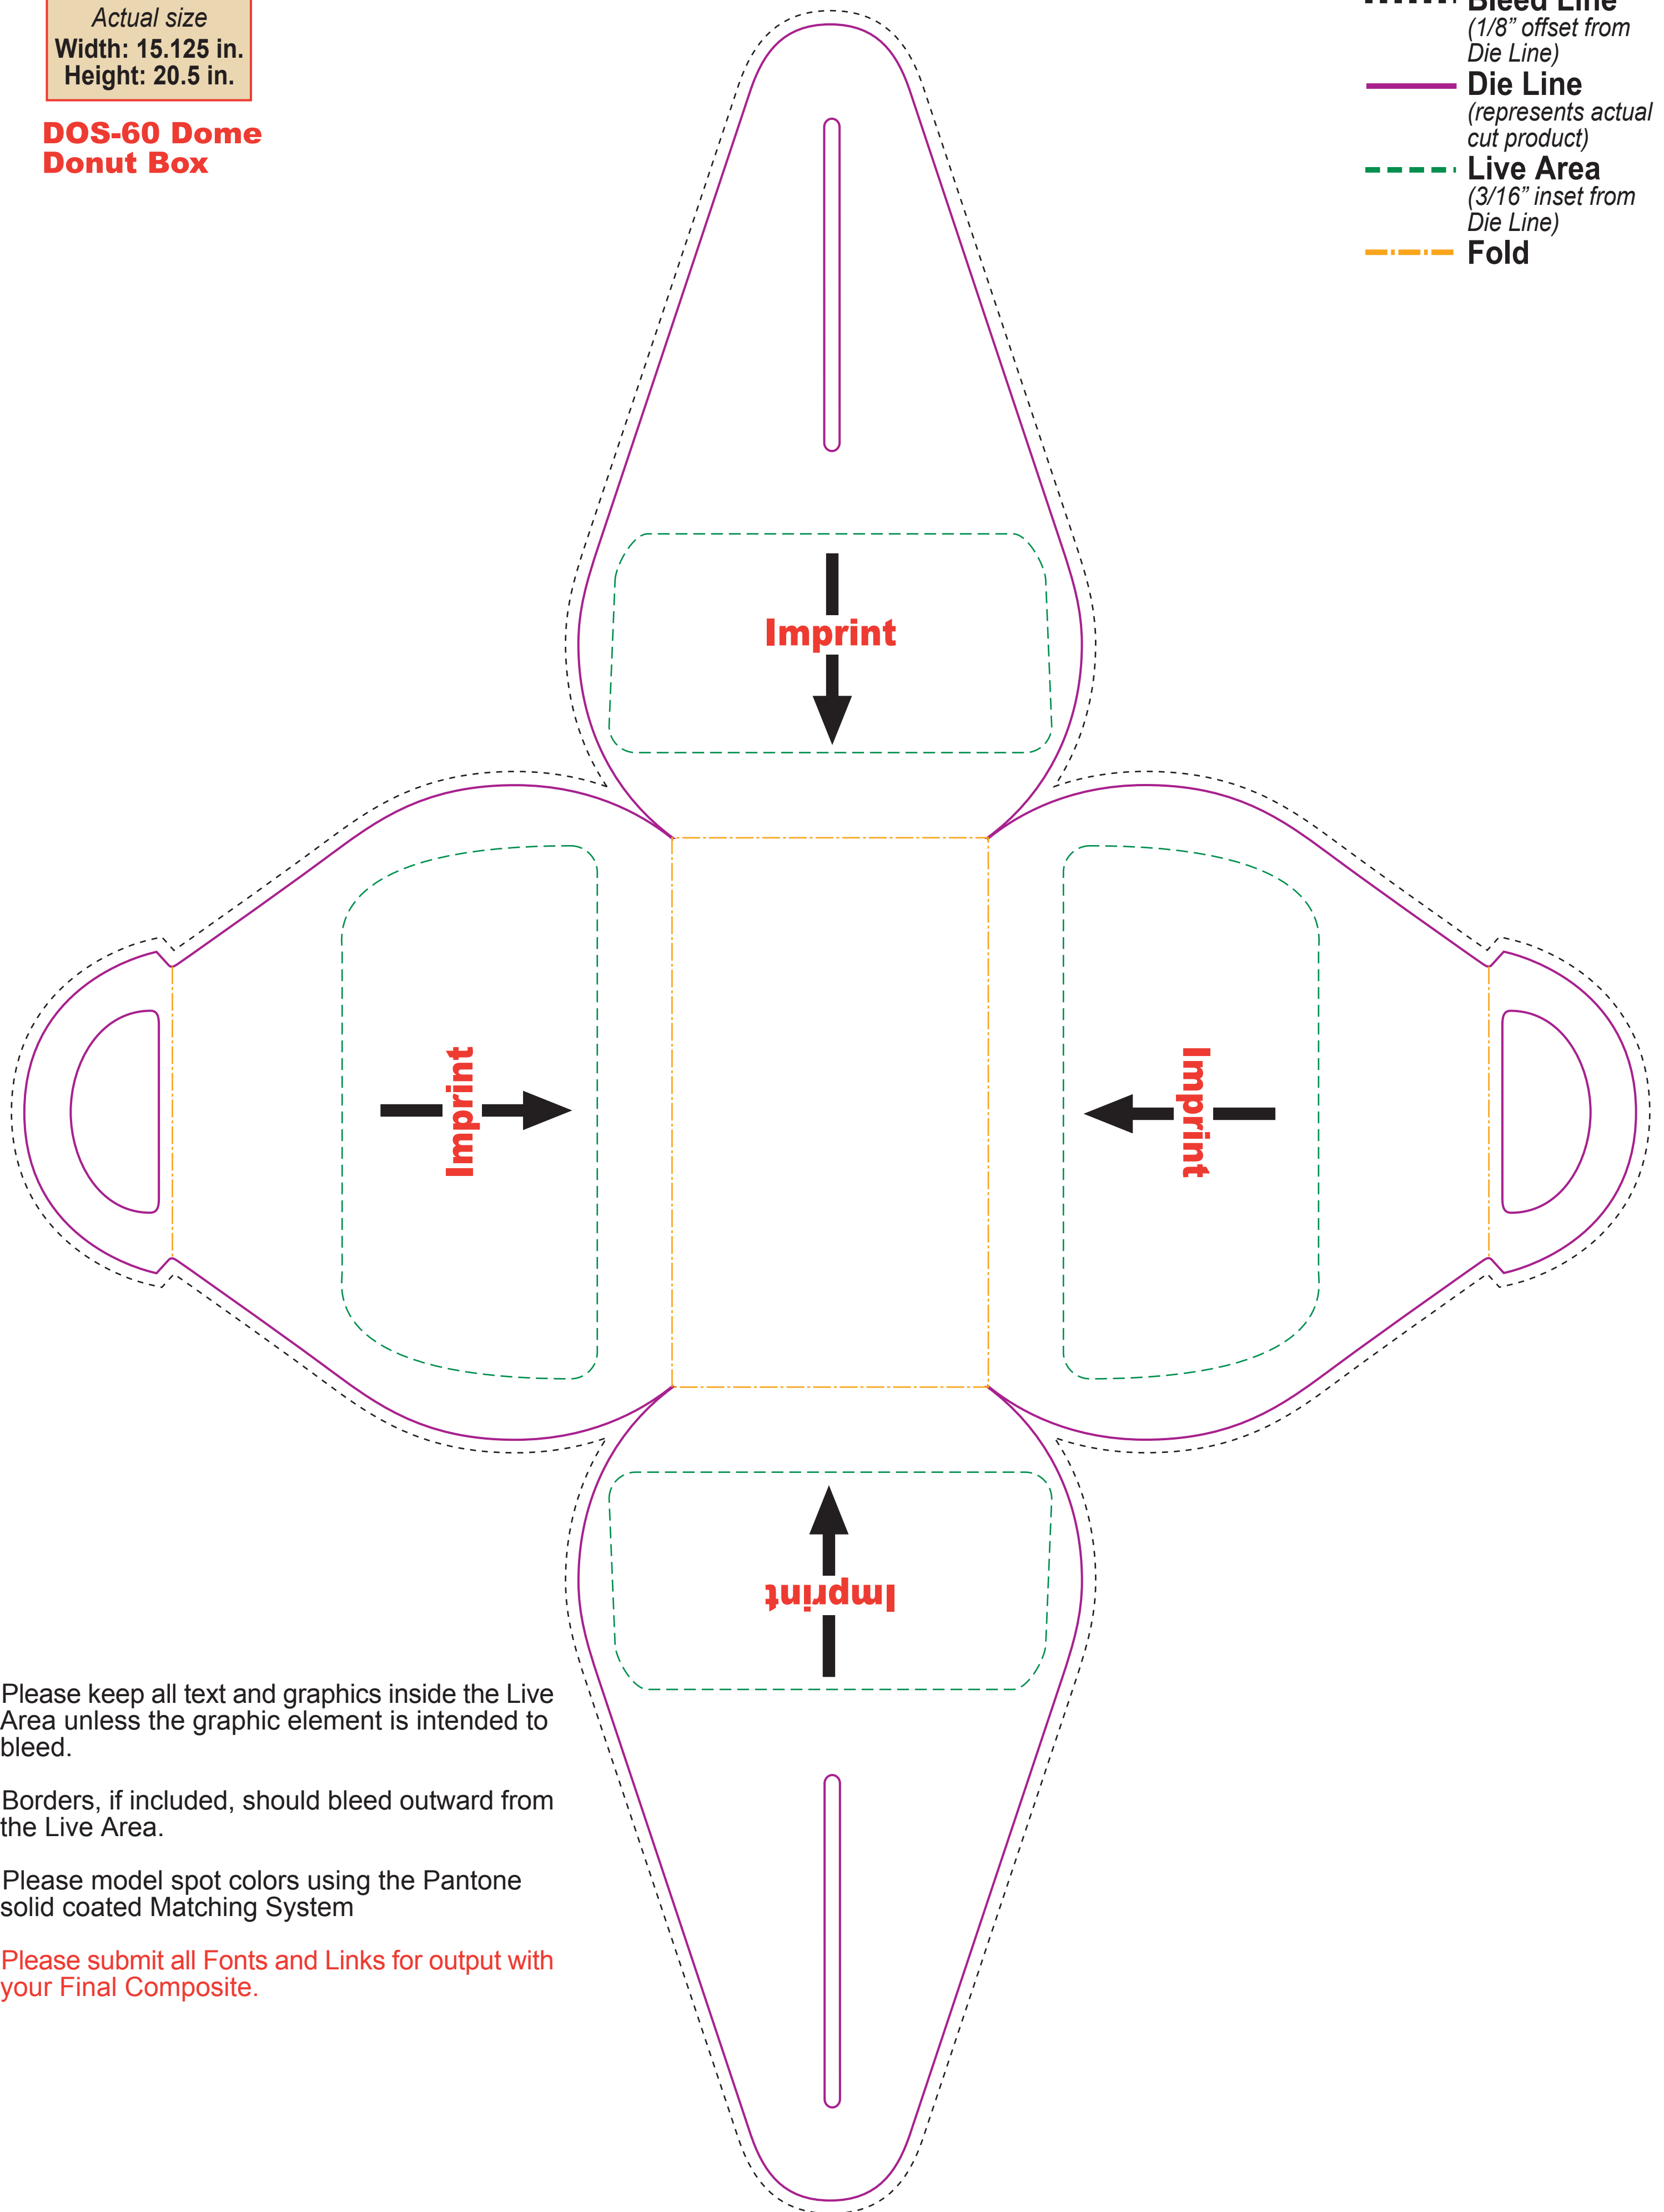 Actual size
Width: 15.125 in.
Height: 20.5 in.
DOS-60 Dome
Donut Box
Bleed Line
(1/8” offset from
Die Line)
Die Line
(represents actual
cut product)
Live Area
(3/16” inset from
Die Line)
Fold
Imprint
Imprint
Imprint
Imprint
Please keep all text and graphics inside the Live
Area unless the graphic element is intended to
bleed.
Borders, if included, should bleed outward from
the Live Area.
Please model spot colors using the Pantone
solid coated Matching System
Please submit all Fonts and Links for output with
your Final Composite.